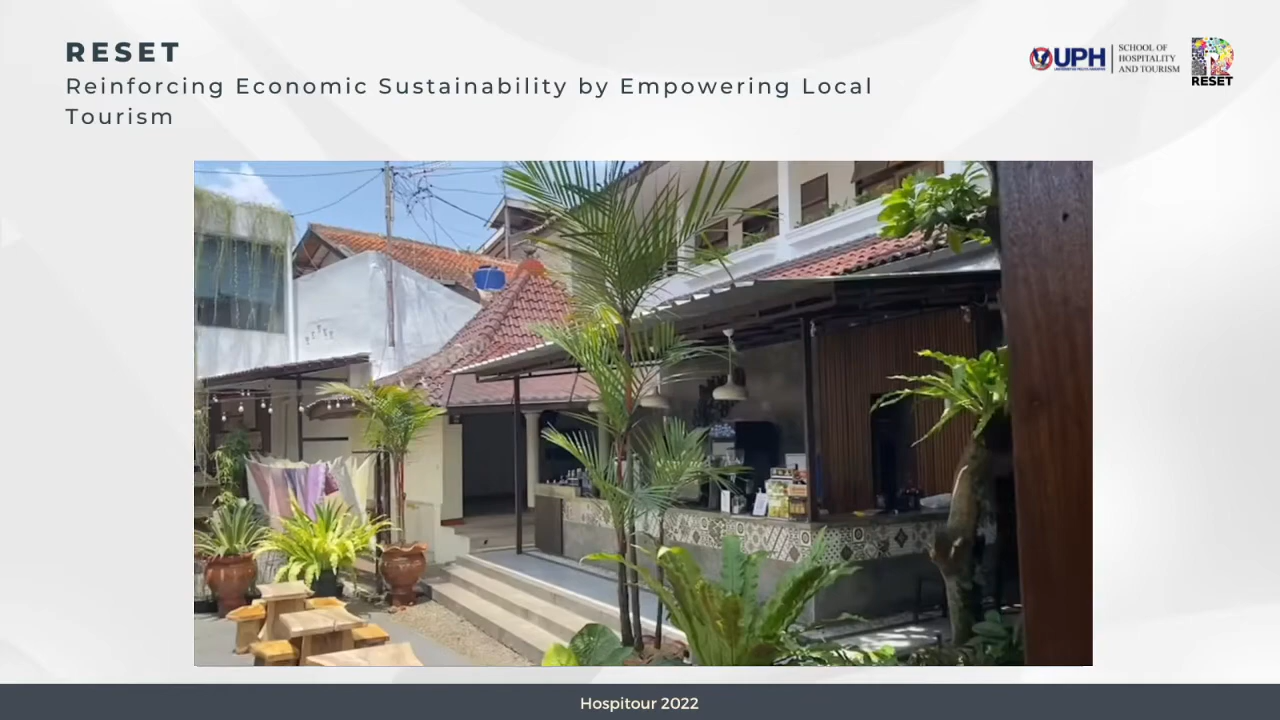 RESET
Reinforcing Economic Sustainability by Empowering Local
Tourism
UPH
SCHOOL OF
HOSPITALITY
AND TOURISM
RESET
Hospitour 2022